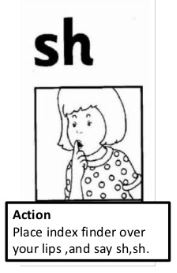 sh
Action
Place index finder over
your lips ,and say sh,sh.